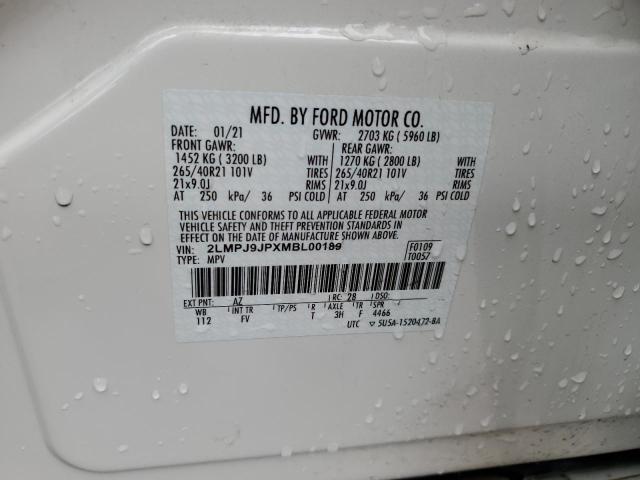 MFD. BY FORD MOTOR CO.
DATE: 01/21 GVWR: 2703 KG ( 5960 LB)
FRONT GAWR: REAR GAWR:
1452 KG ( 3200 LB) WITH 1270 KG ( 2800 LB) WITH
265/40R21 101V TIRES 265/40R21 101V TIRES
21x9.0J RIMS 21x9.0J RIMS
AT 250 kPa/ 36 PSI COLD AT 250 kPa/ 36 PSI COLD
THIS VEHICLE CONFORMS TO ALL APPLICABLE FEDERAL MOTOR
VEHICLE SAFETY AND THEFT PREVENTION STANDARDS IN
EFFECT ON THE DATE OF MANUFACTURE SHOWN ABOVE.
VIN: 2LMPJ9JPXMBL00189 F0109
TYPE: MPV T0057
EXT PNT: AZ RC: 28 DSO:
WB INT TR TP/PS R AXLE TR SPR
112 FV T 3H F 4466
UTC 5USA-1520472-BA